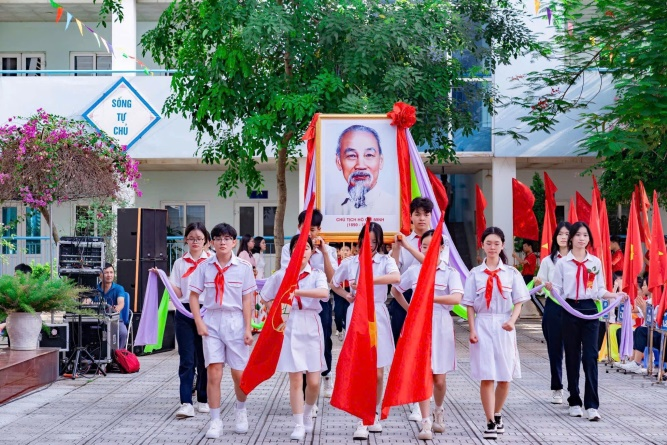 SỐNG
TỰ
CHỦ
CHỦ TỊCH HỒ CHÍ MINH